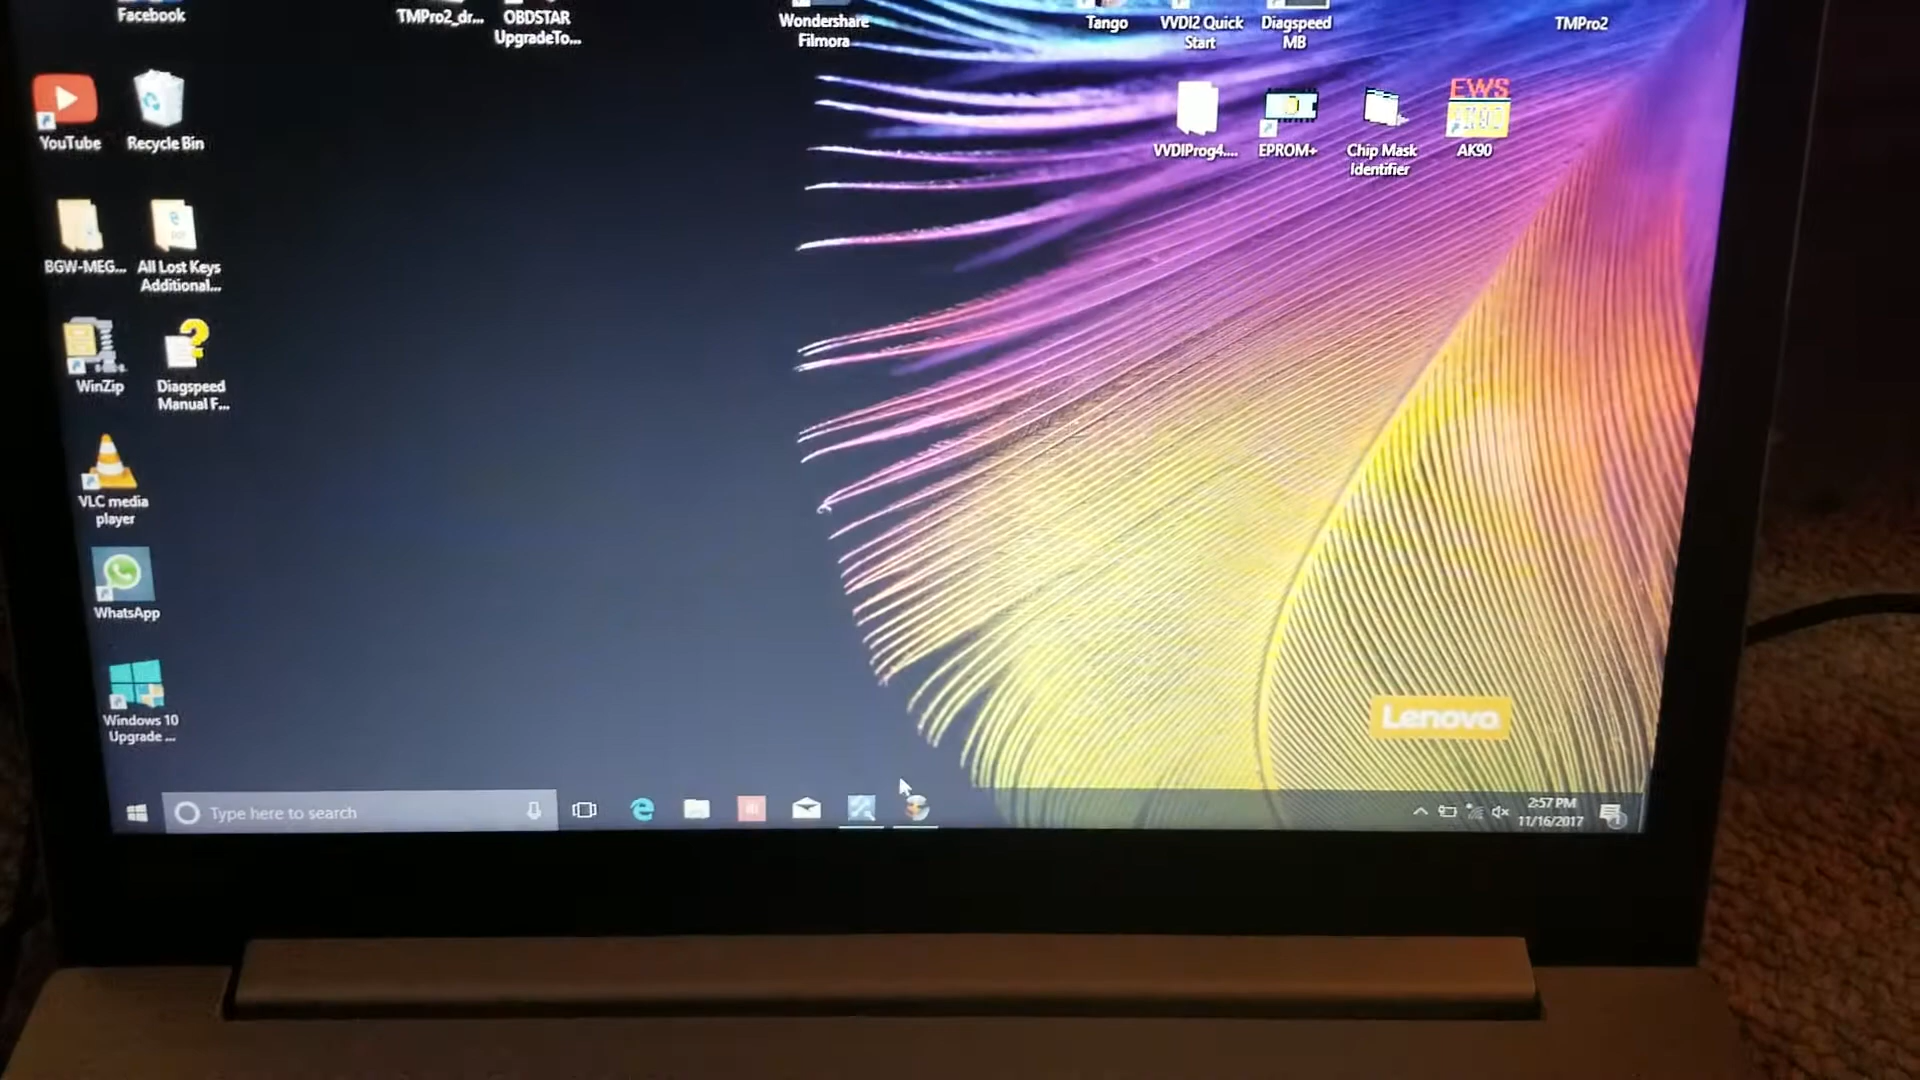 Facebook
TMPro2_dr...
OBDSTAR
UpgradeTo...
Wondershare
Filmora
Tango
VVDI2 Quick
Start
Diagspeed
MB
TMPro2
YouTube
Recycle Bin
VVDIProg4....
EPROM+
Chip Mask
Identifier
EWS
AK90
AK90
BGW-MEG...
All Lost Keys
Additional...
WinZip
Diagspeed
Manual F...
VLC media
player
WhatsApp
Windows 10
Upgrade ...
Lenovo
Type here to search
2:57 PM
11/16/2017